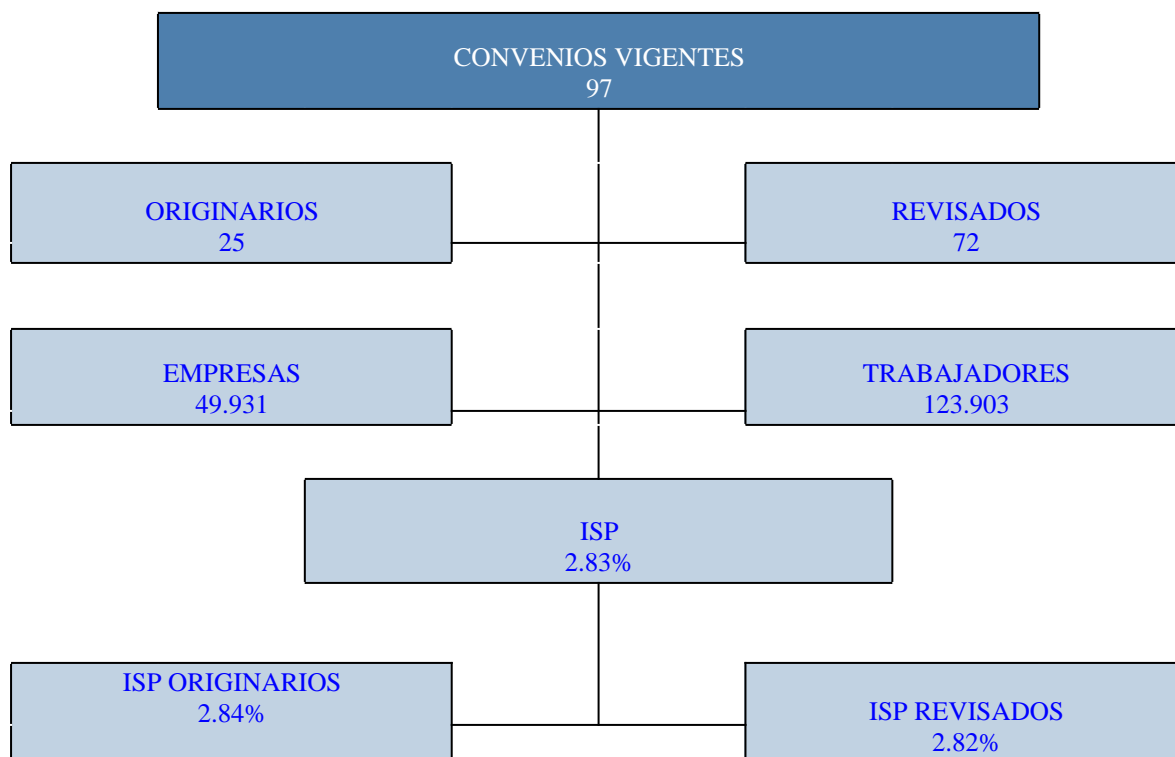 CONVENIOS VIGENTES
97
ORIGINARIOS
25
REVISADOS
72
EMPRESAS
49.931
TRABAJADORES
123.903
ISP
2.83%
ISP ORIGINARIOS
2.84%
ISP REVISADOS
2.82%